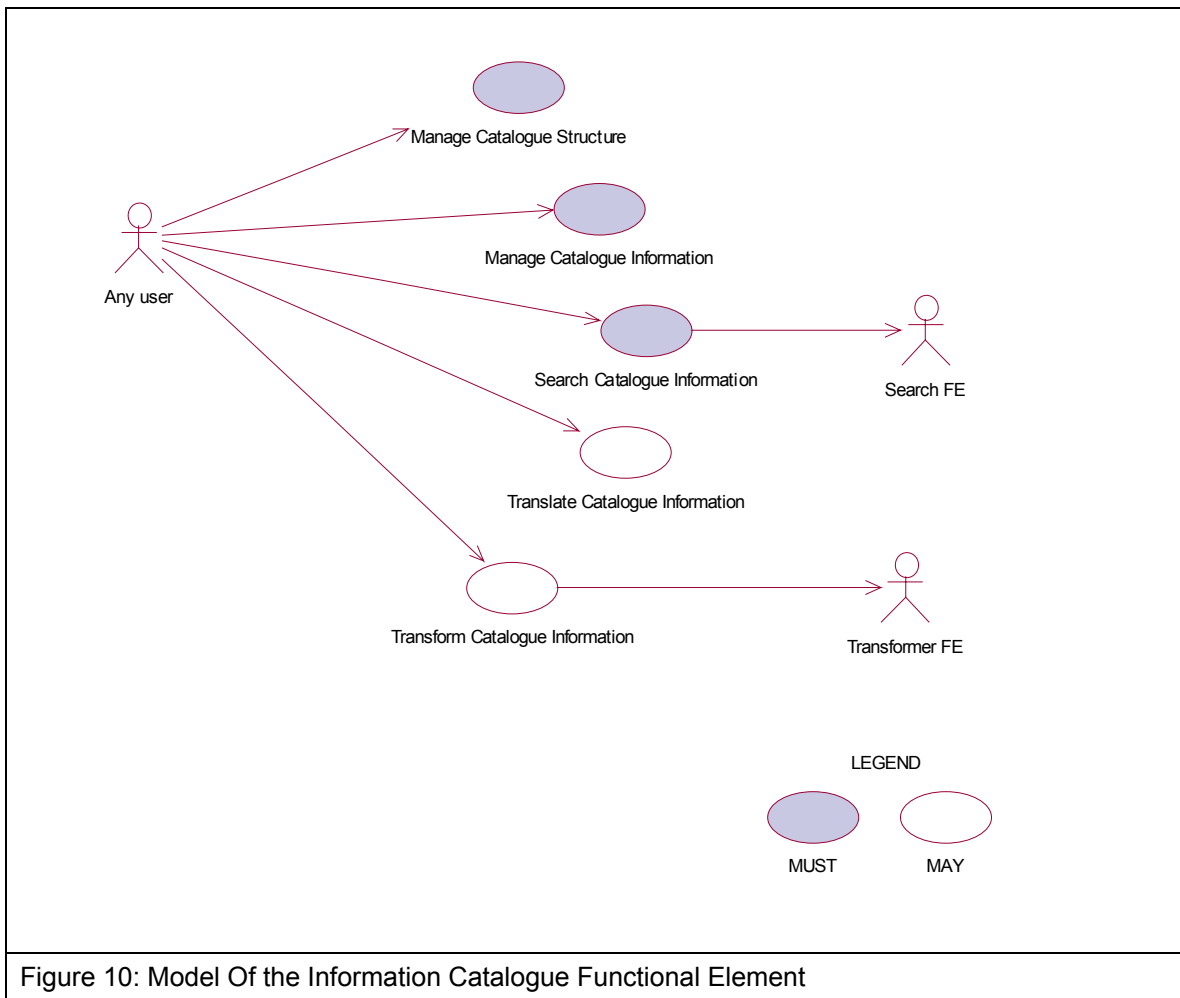 Manage Catalogue Structure
Manage Catalogue Information
Any user
Search Catalogue Information
Search FE
Translate Catalogue Information
Transform Catalogue Information
Transformer FE
LEGEND
MUST
MAY
Figure 10: Model Of the Information Catalogue Functional Element